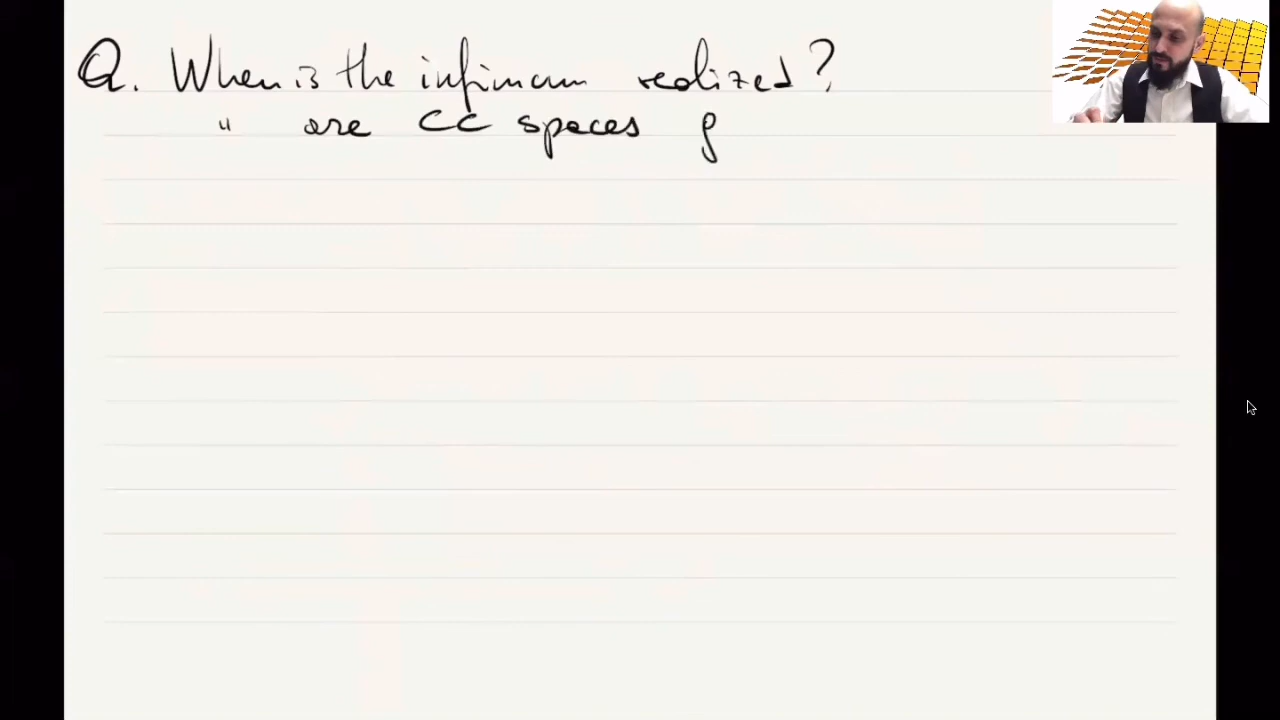 Q. When is the infimum realized?
" are CC spaces g